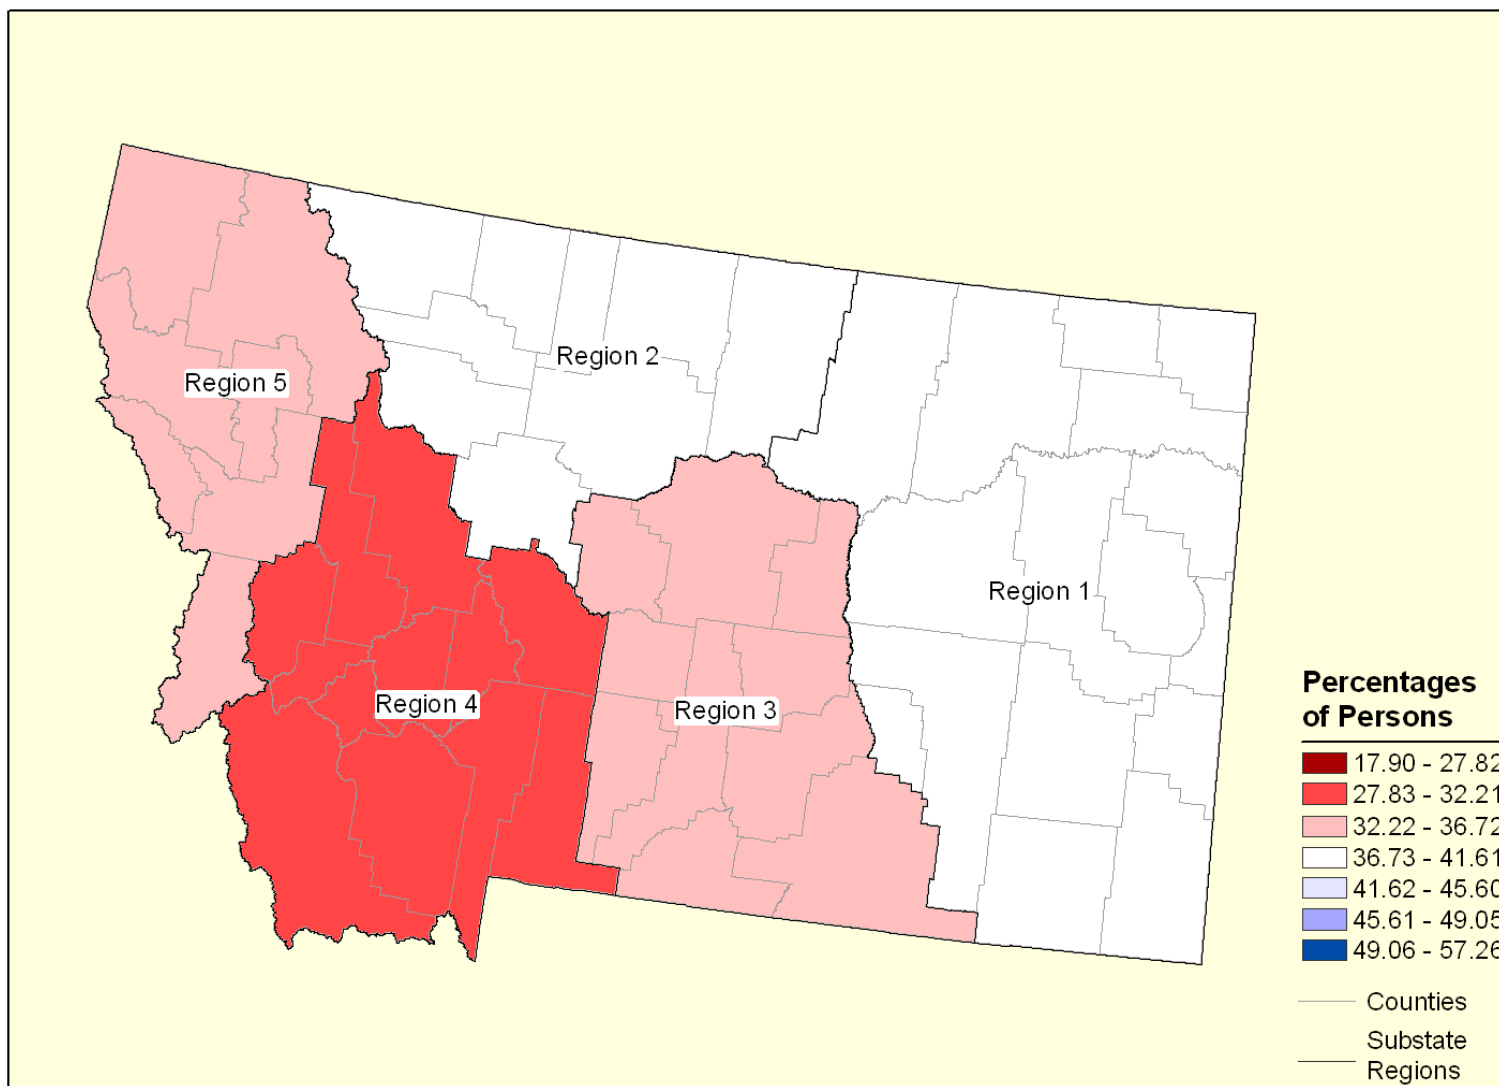 Region 2
Region 5
Region 1
Region 4
Region 3
Percentages
of Persons
17.90 - 27.82
27.83 - 32.21
32.22 - 36.72
36.73 - 41.61
41.62 - 45.60
45.61 - 49.05
49.06 - 57.26
Counties
Substate
Regions